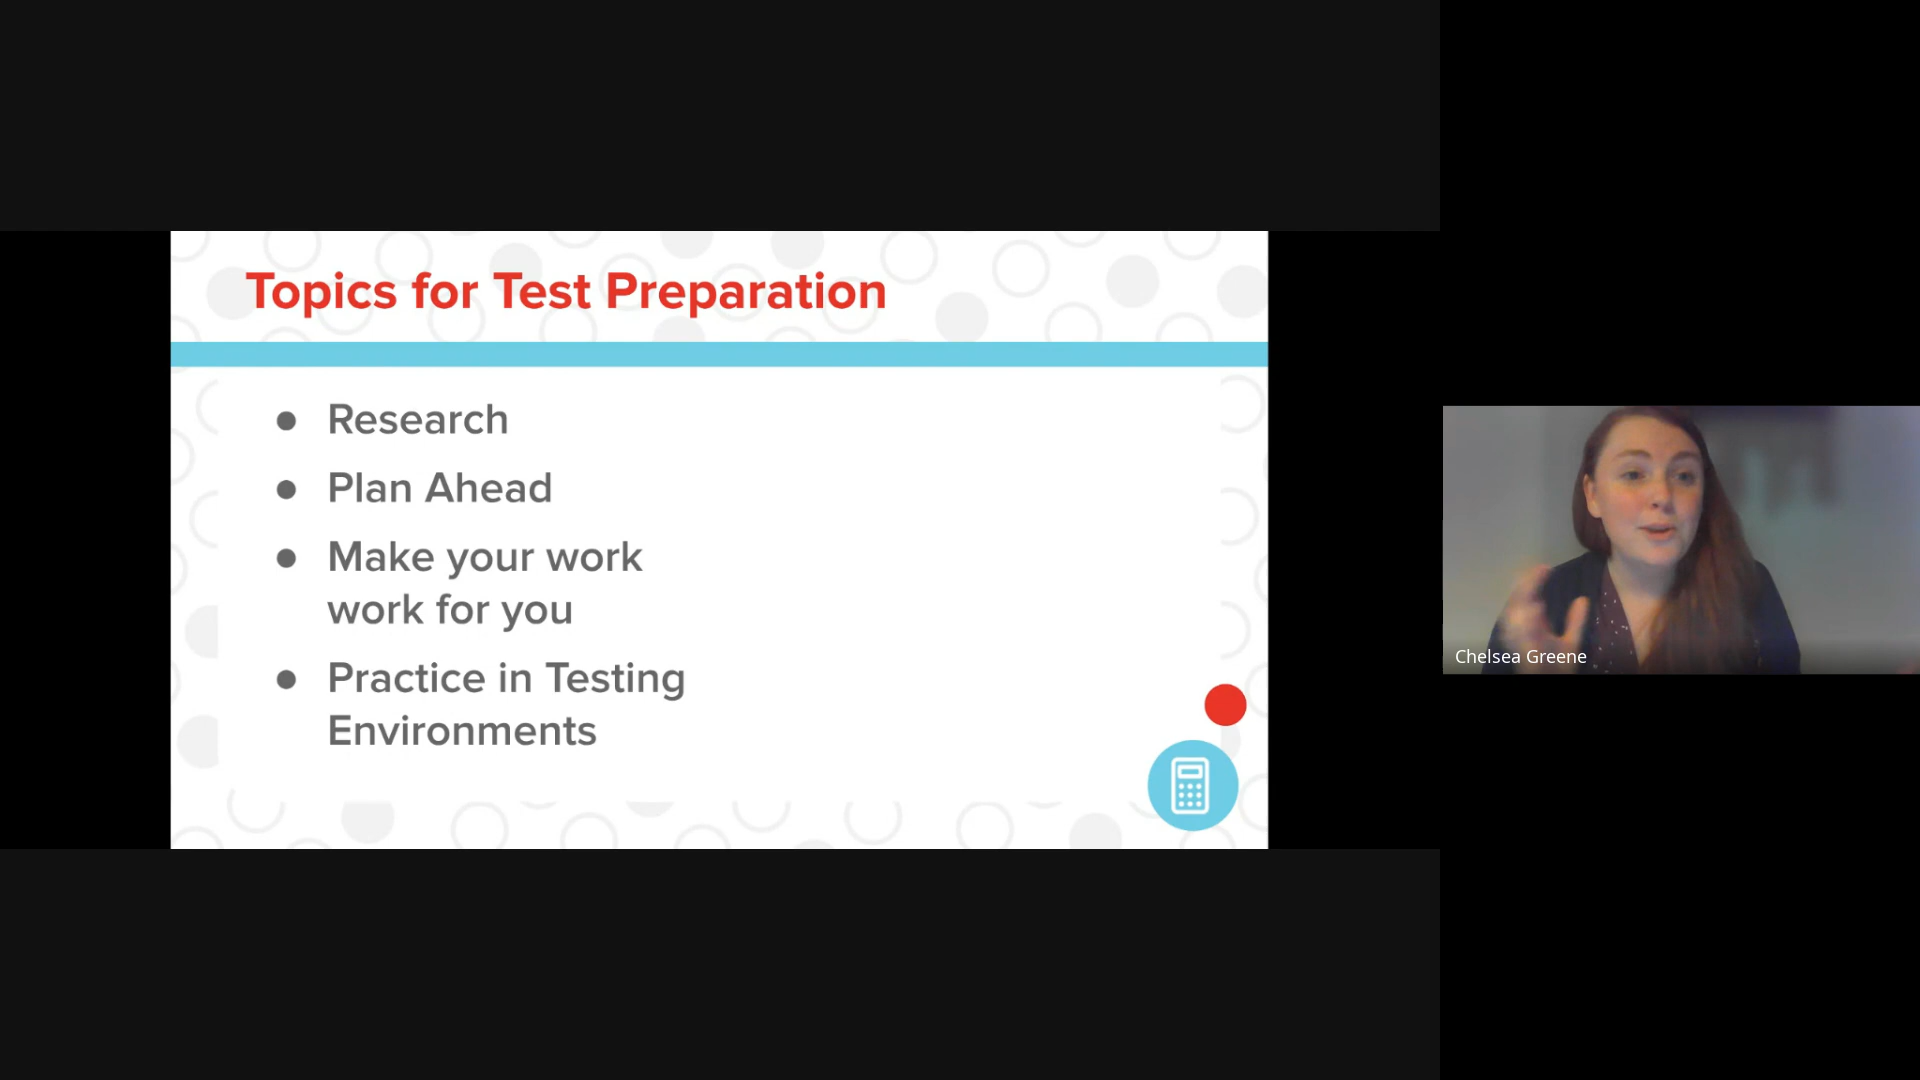 Topics for Test Preparation
● Research
● Plan Ahead
● Make your work
work for you
● Practice in Testing
Environments
Chelsea Greene